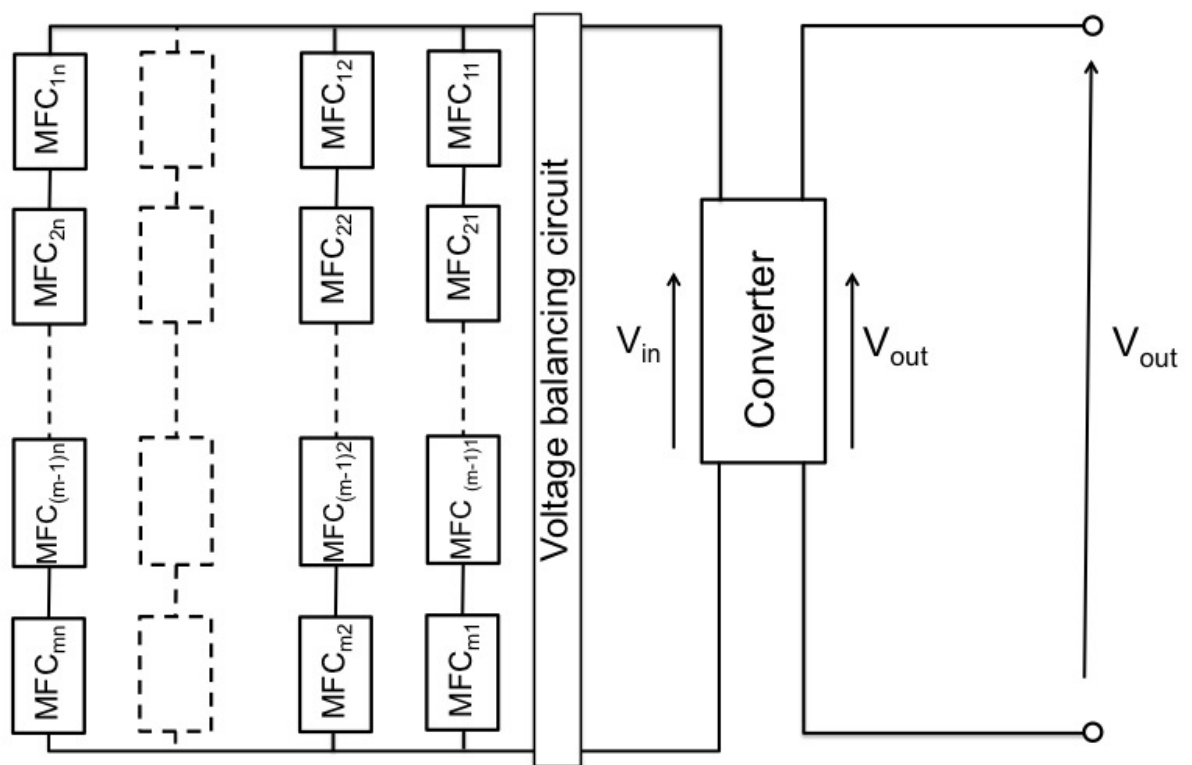 MFC1n
MFC12
MFC11
MFC2n
MFC22
MFC21
MFC(m-1)n
MFC(m-1)2
MFC (m-1)1
MFCmn
MFCm2
MFCm1
Voltage balancing circuit
Vin
Converter
Vout
Vout